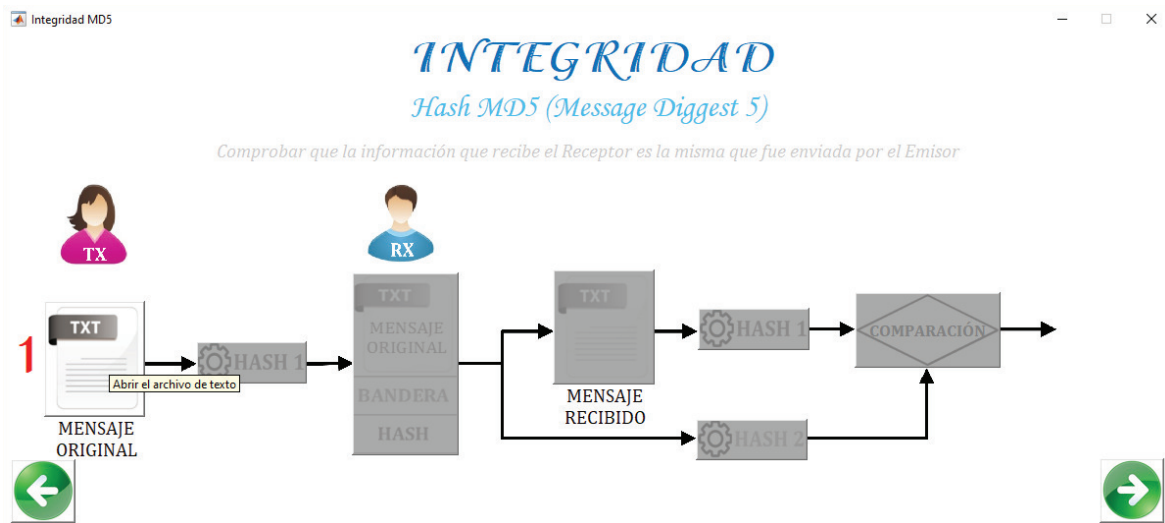 Integridad MD5
INTEGRIDAD
Hash MD5 (Message Diggest 5)
Comprobar que la información que recibe el Receptor es la misma que fue enviada por el Emisor
TX
RX
1
TXT
Abrir el archivo de texto
MENSAJE
ORIGINAL
HASH 1
TXT
MENSAJE
ORIGINAL
BANDERA
HASH
TXT
MENSAJE
RECIBIDO
HASH 1
HASH 2
COMPARACIÓN